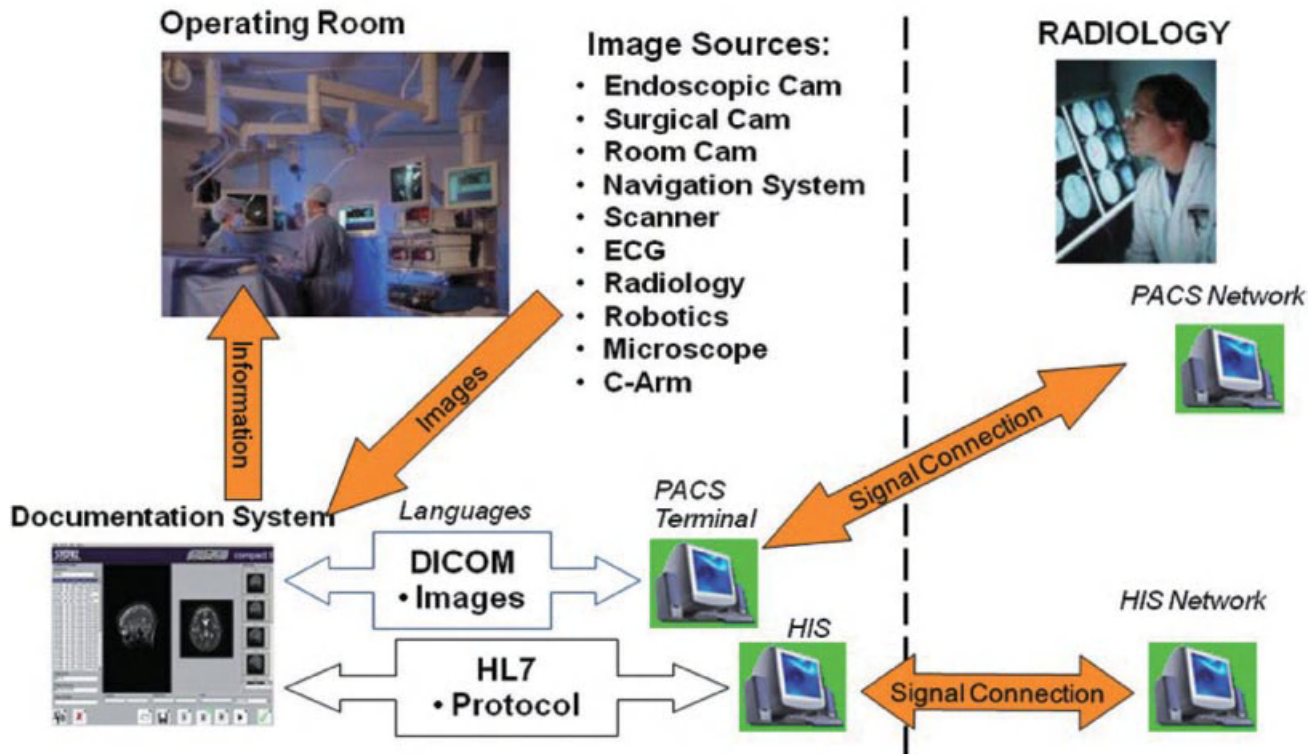 Operating Room
Image Sources:
• Endoscopic Cam
• Surgical Cam
• Room Cam
• Navigation System
• Scanner
• ECG
• Radiology
• Robotics
• Microscope
• C-Arm
RADIOLOGY
PACS Network
Information
Images
Signal Connection
Documentation System
Languages
DICOM
• Images
PACS
Terminal
HL7
• Protocol
HIS
Signal Connection
HIS Network
STORZ
compact